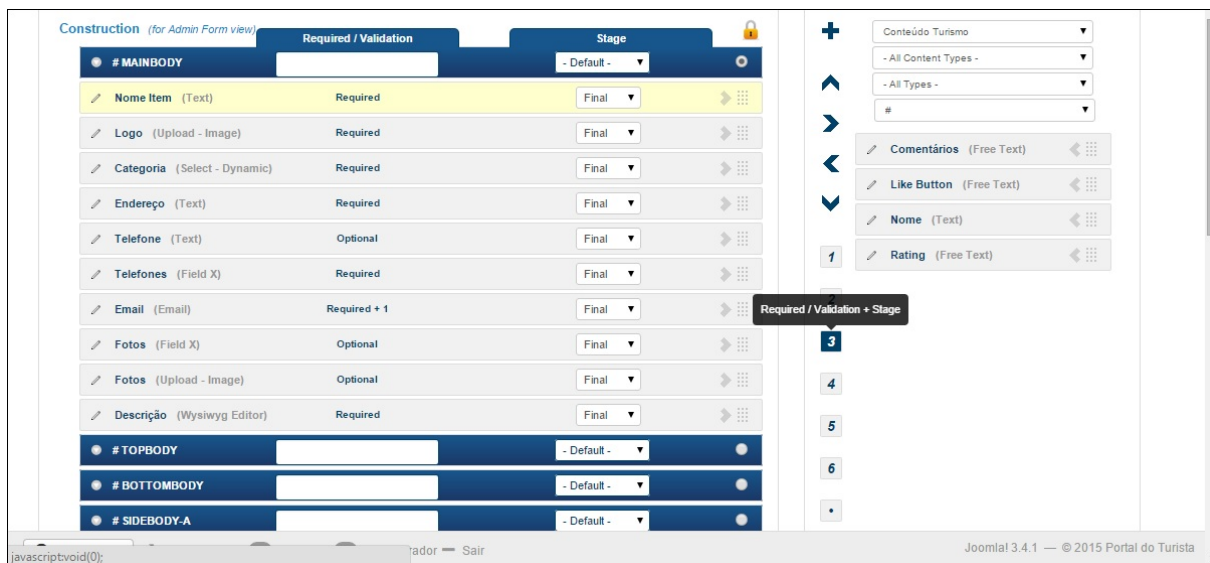 Construction (for Admin Form view)
Required / Validation
Stage
# MAINBODY
- Default -
Nome Item (Text)
Required
Final
Logo (Upload - Image)
Required
Final
Categoria (Select - Dynamic)
Required
Final
Endereço (Text)
Required
Final
Telefone (Text)
Optional
Final
Telefones (Field X)
Required
Final
Email (Email)
Required + 1
Final
Fotos (Field X)
Optional
Final
Fotos (Upload - Image)
Optional
Final
Descrição (Wysiwyg Editor)
Required
Final
# TOPBODY
- Default -
# BOTTOMBODY
- Default -
# SIDEBODY-A
- Default -
1
2
Required / Validation + Stage
3
4
5
6
Conteúdo Turismo
- All Content Types -
- All Types -
#
Comentários (Free Text)
Like Button (Free Text)
Nome (Text)
Rating (Free Text)
javascript:void(0);
rador — Sair
Joomla! 3.4.1 — © 2015 Portal do Turista